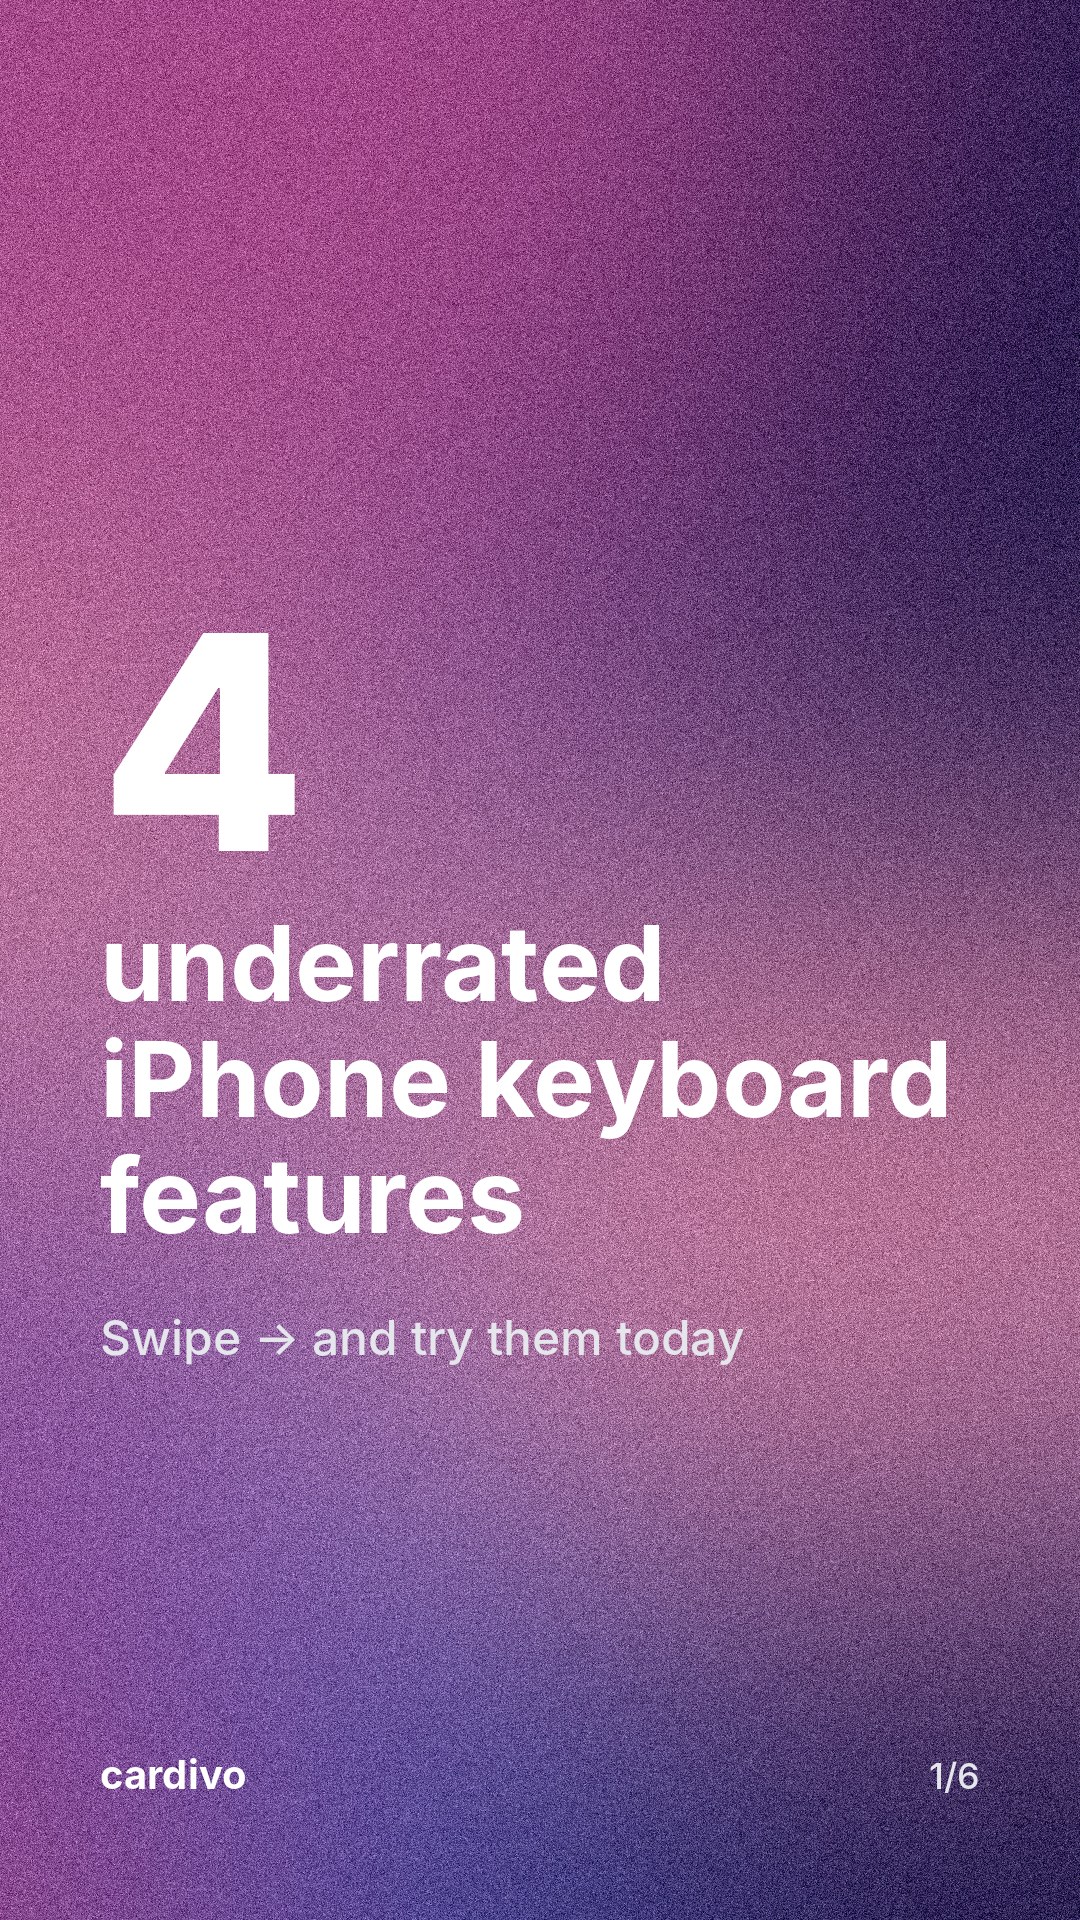 4
underrated
iPhone keyboard
features
Swipe → and try them today
cardivo
1/6